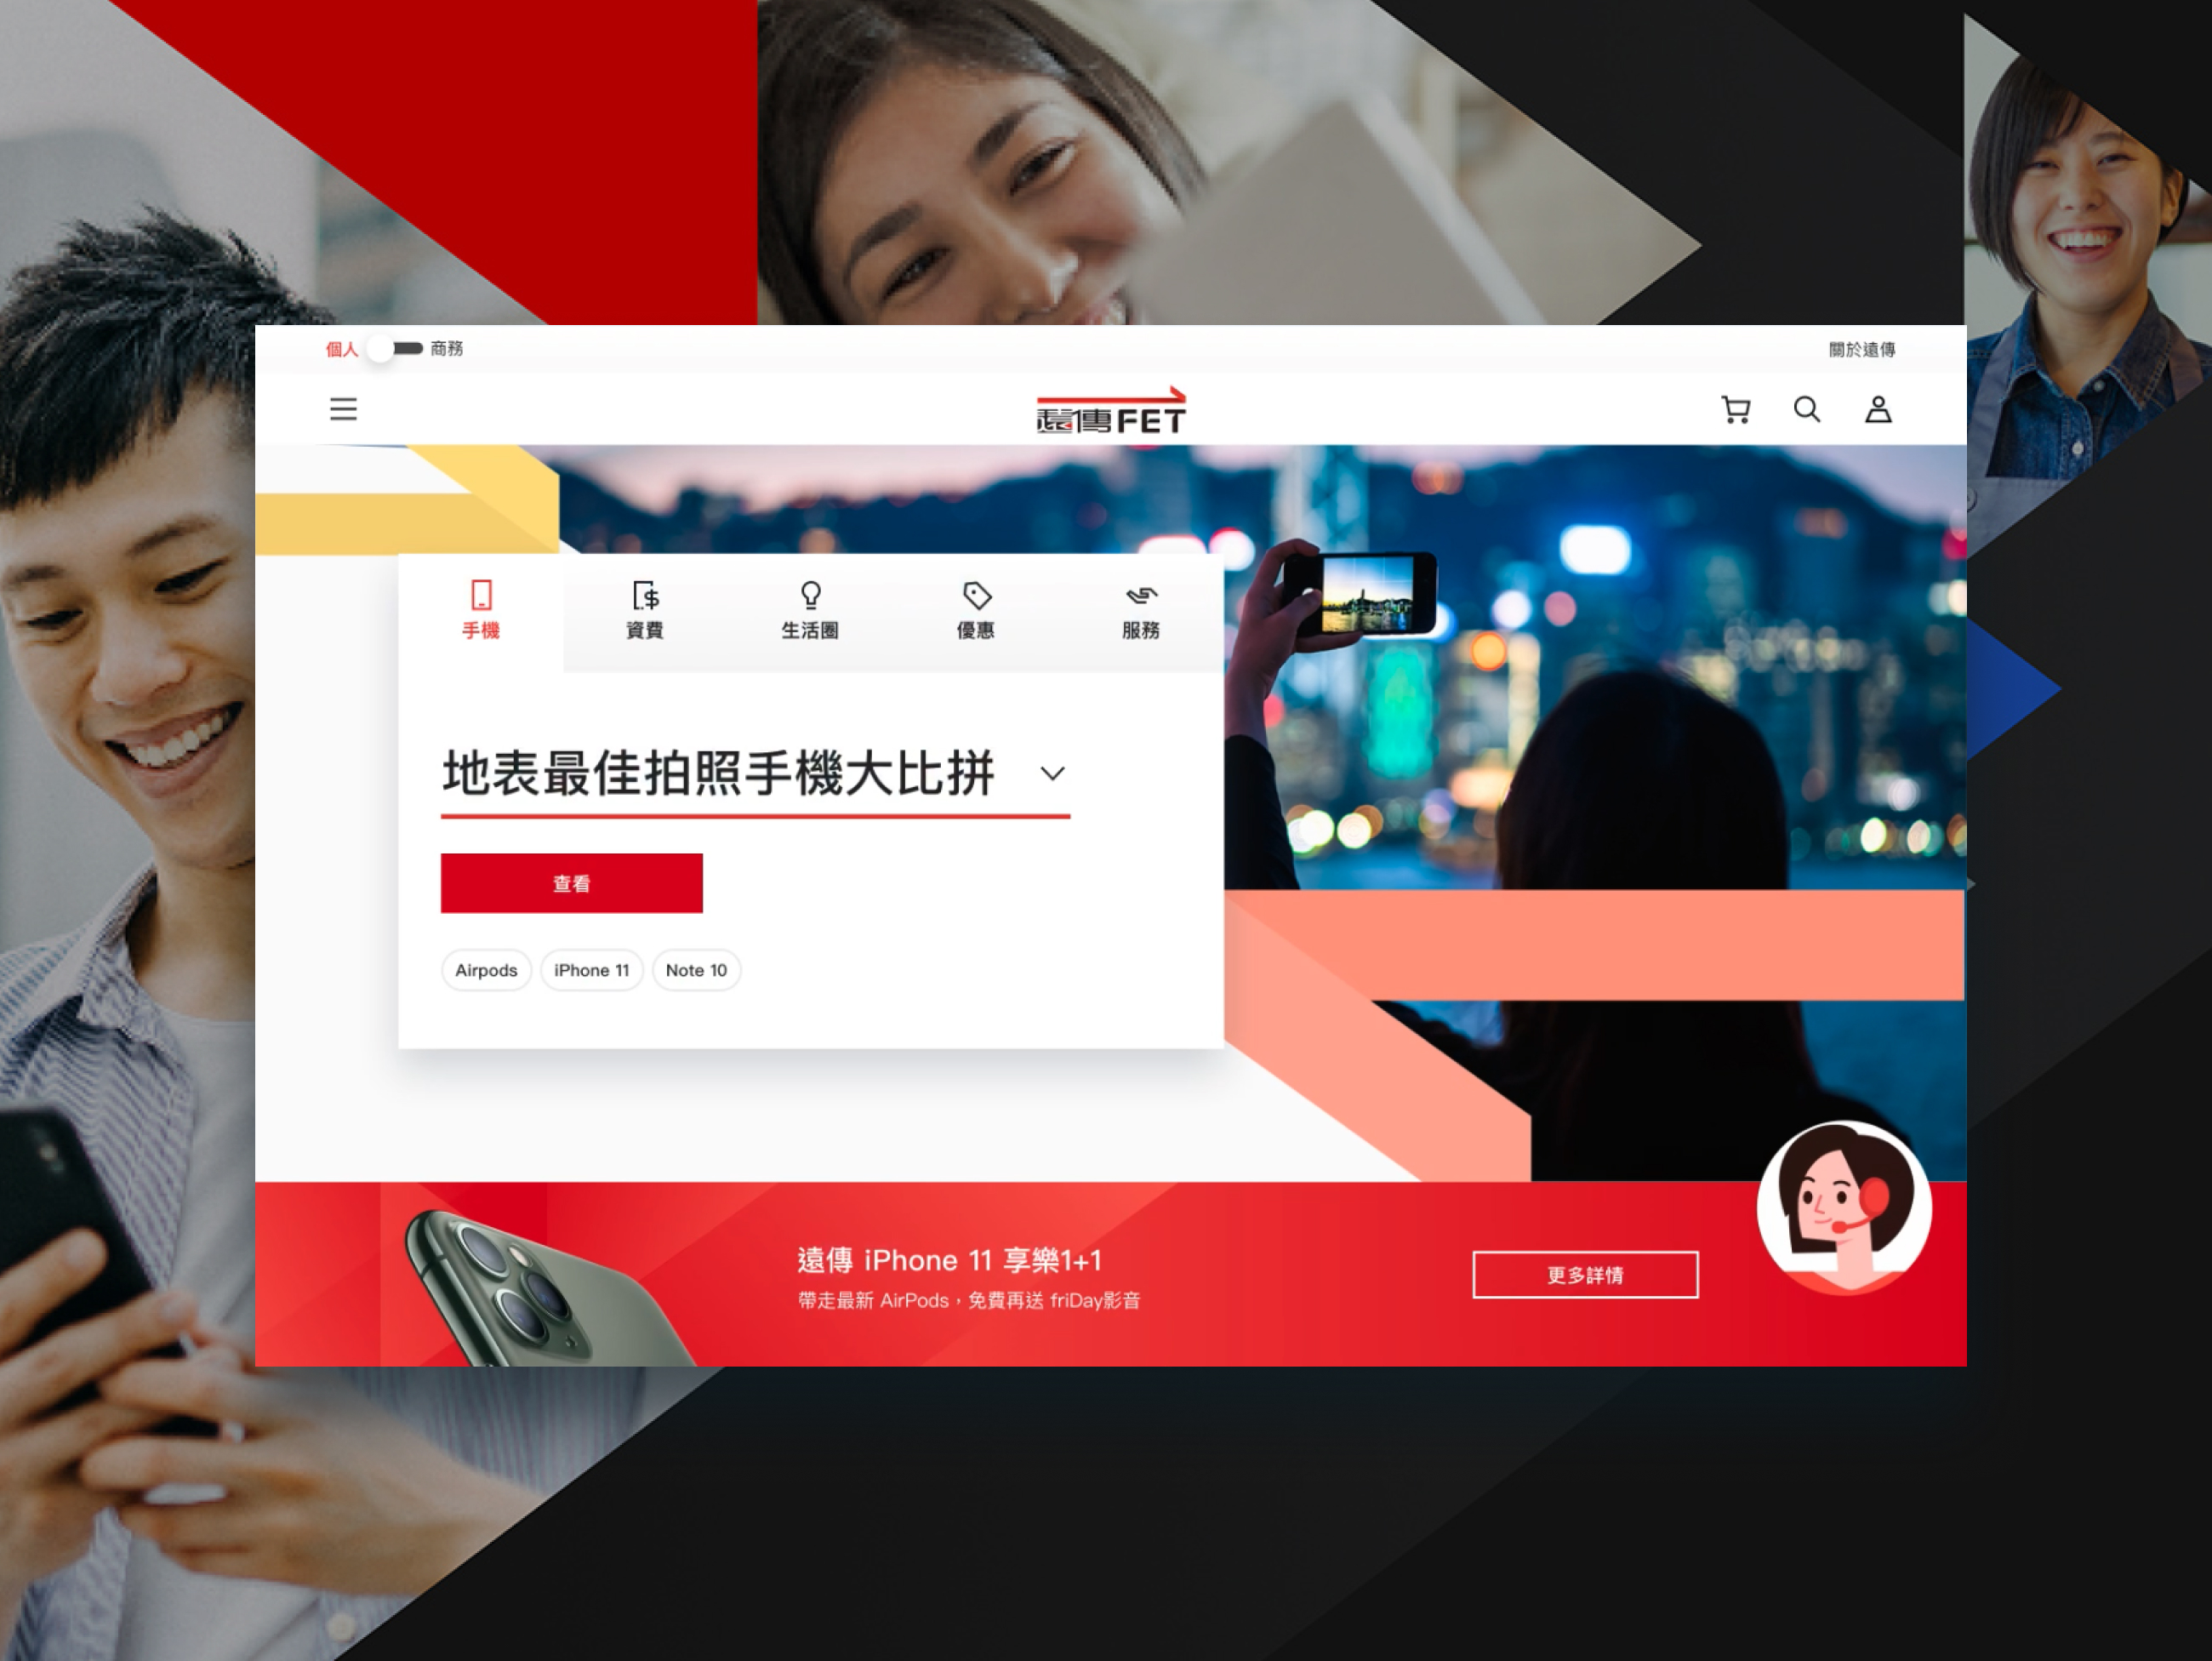 個人 商務
關於遠傳
遠傳FET
手機
資費
生活圈
優惠
服務
地表最佳拍照手機大比拼
查看
Airpods
iPhone 11
Note 10
遠傳 iPhone 11 享樂1+1
帶走最新 AirPods，免費再送 friDay影音
更多詳情